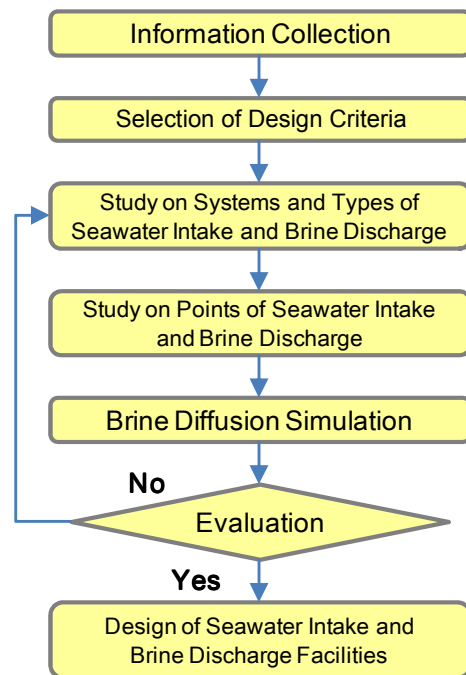 Information Collection
Selection of Design Criteria
Study on Systems and Types of
Seawater Intake and Brine Discharge
Study on Points of Seawater Intake
and Brine Discharge
Brine Diffusion Simulation
No
Evaluation
Yes
Design of Seawater Intake and
Brine Discharge Facilities